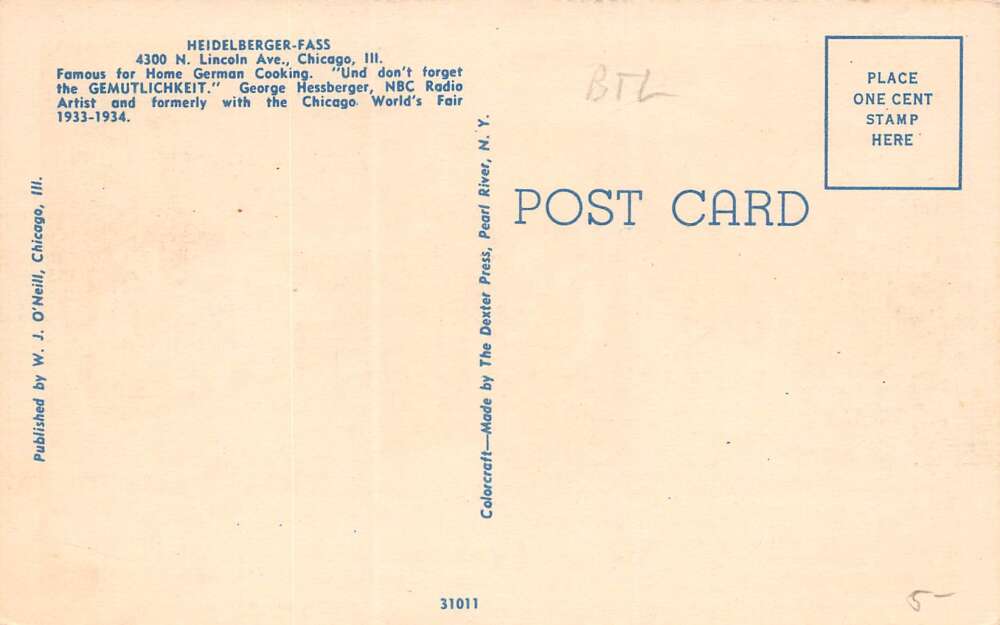 HEIDELBERGER-FASS
4300 N. Lincoln Ave., Chicago, Ill.
Famous for Home German Cooking. "Und don't forget
the GEMUTLICHKEIT." George Hessberger, NBC Radio
Artist and formerly with the Chicago World's Fair
1933-1934.
Published by W. J. O'Neill, Chicago, Ill.
Colorcraft—Made by The Dexter Press, Pearl River, N. Y.
BTL
POST CARD
PLACE
ONE CENT
STAMP
HERE
31011
5-